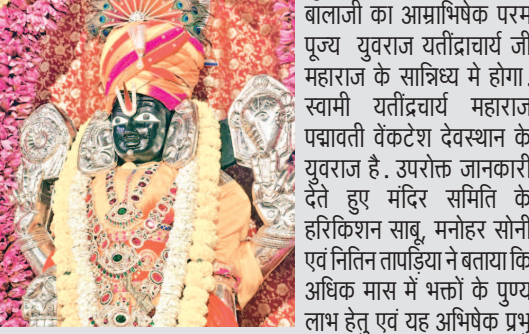 बालाजी का आम्राभिषेक परम
पूज्य युवराज यतींद्राचार्य जी
महाराज के सान्निध्य मे होगा.
स्वामी यतींद्रचार्य महाराज
पद्मावती वेंकटेश देवस्थान के
युवराज है. उपरोक्त जानकारी
देते हुए मंदिर समिति के
हरिकिशन साबू, मनोहर सोनी
एवं नितिन तापड़िया ने बताया कि
अधिक मास में भक्तों के पुण्य
लाभ हेतु एवं यह अभिषेक प्रभु